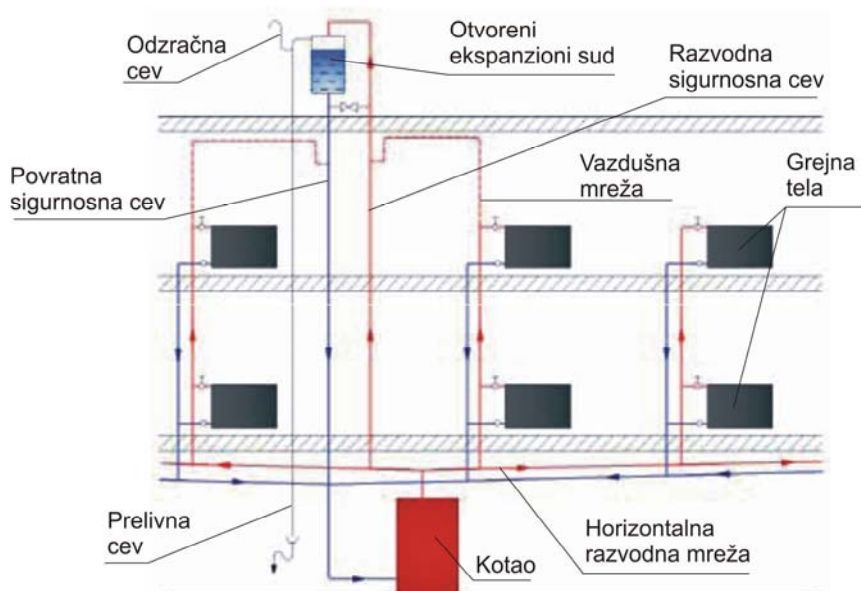 Odzračna
cev
Otvoreni
ekspanzioni sud
Razvodna
sigurnosna cev
Povratna
sigurnosna cev
Vazdušna
mreža
Grejna
tela
Prelivna
cev
Kotao
Horizontalna
razvodna mreža